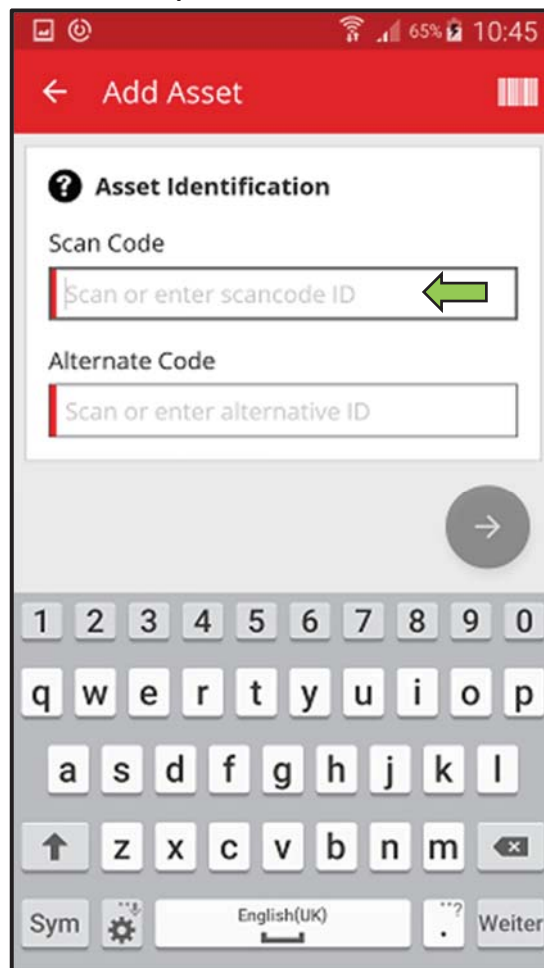 65% 10:45
Add Asset
? Asset Identification
Scan Code
Scan or enter scancode ID
Alternate Code
Scan or enter alternative ID
1 2 3 4 5 6 7 8 9 0
q w e r t y u i o p
a s d f g h j k l
z x c v b n m
Sym English(UK) . ? Weiter